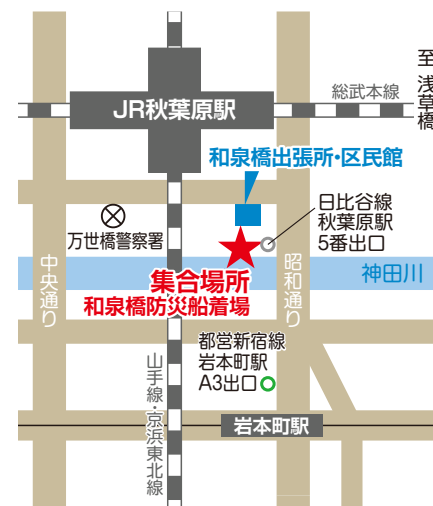 至 浅草橋
総武本線
JR秋葉原駅
和泉橋出張所・区民館
日比谷線
秋葉原駅
5番出口
万世橋警察署
中央通り
昭和通り
神田川
集合場所
和泉橋防災船着場
都営新宿線
岩本町駅
A3出口
山手線・京浜東北線
岩本町駅